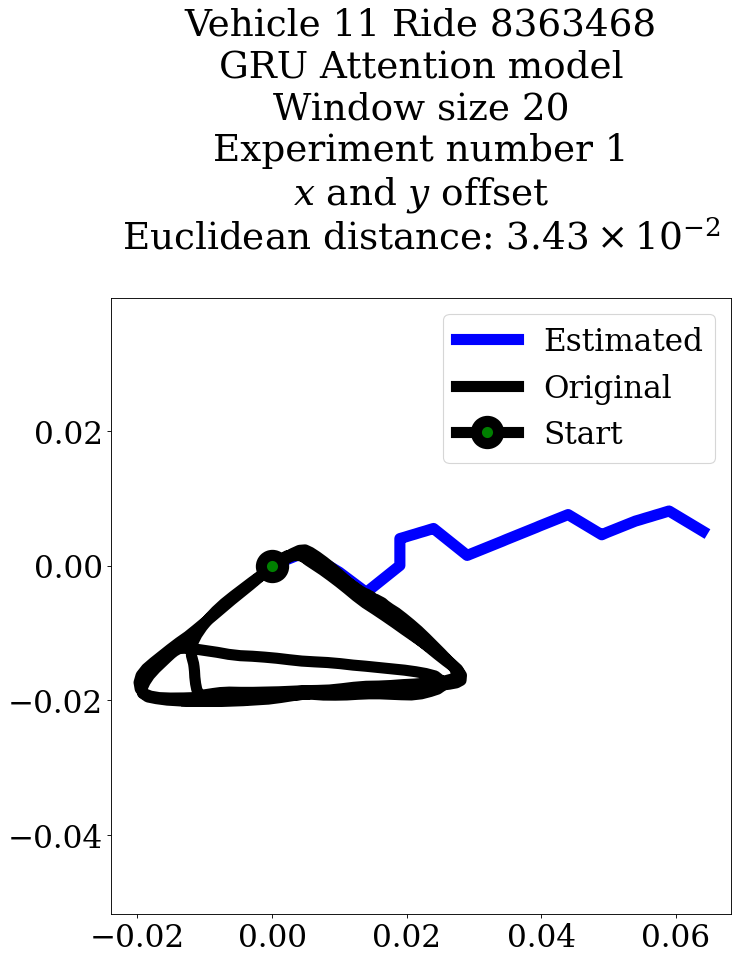 Vehicle 11 Ride 8363468
GRU Attention model
Window size 20
Experiment number 1
x and y offset
Euclidean distance: 3.43 × 10⁻²
Estimated
Original
Start
0.02
0.00
−0.02
−0.04
−0.02 0.00 0.02 0.04 0.06